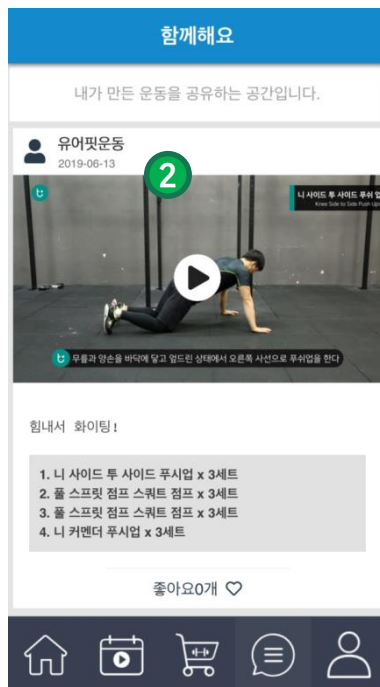 함께해요
내가 만든 운동을 공유하는 공간입니다.
유어핏운동
2019-06-13
2
니 사이드 투 사이드 푸쉬 업
Knee Side to Side Push Ups
무릎과 양손을 바닥에 닿고 엎드린 상태에서 오른쪽 사선으로 푸쉬업을 한다
힘내서 화이팅!
1. 니 사이드 투 사이드 푸시업 x 3세트
2. 풀 스프릿 점프 스쿼트 점프 x 3세트
3. 풀 스프릿 점프 스쿼트 점프 x 3세트
4. 니 커멘더 푸시업 x 3세트
좋아요0개